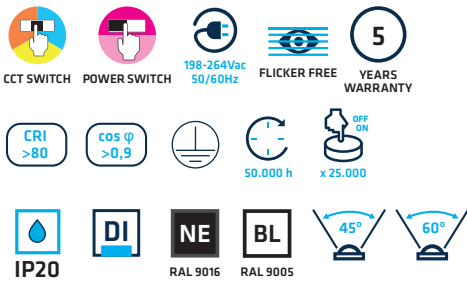 CCT SWITCH
POWER SWITCH
198-264Vac
50/60Hz
FLICKER FREE
5
YEARS
WARRANTY
CRI
>80
cos φ
>0,9
50.000 h
OFF
ON
x 25.000
IP20
DI
NE
RAL 9016
BL
RAL 9005
45°
60°